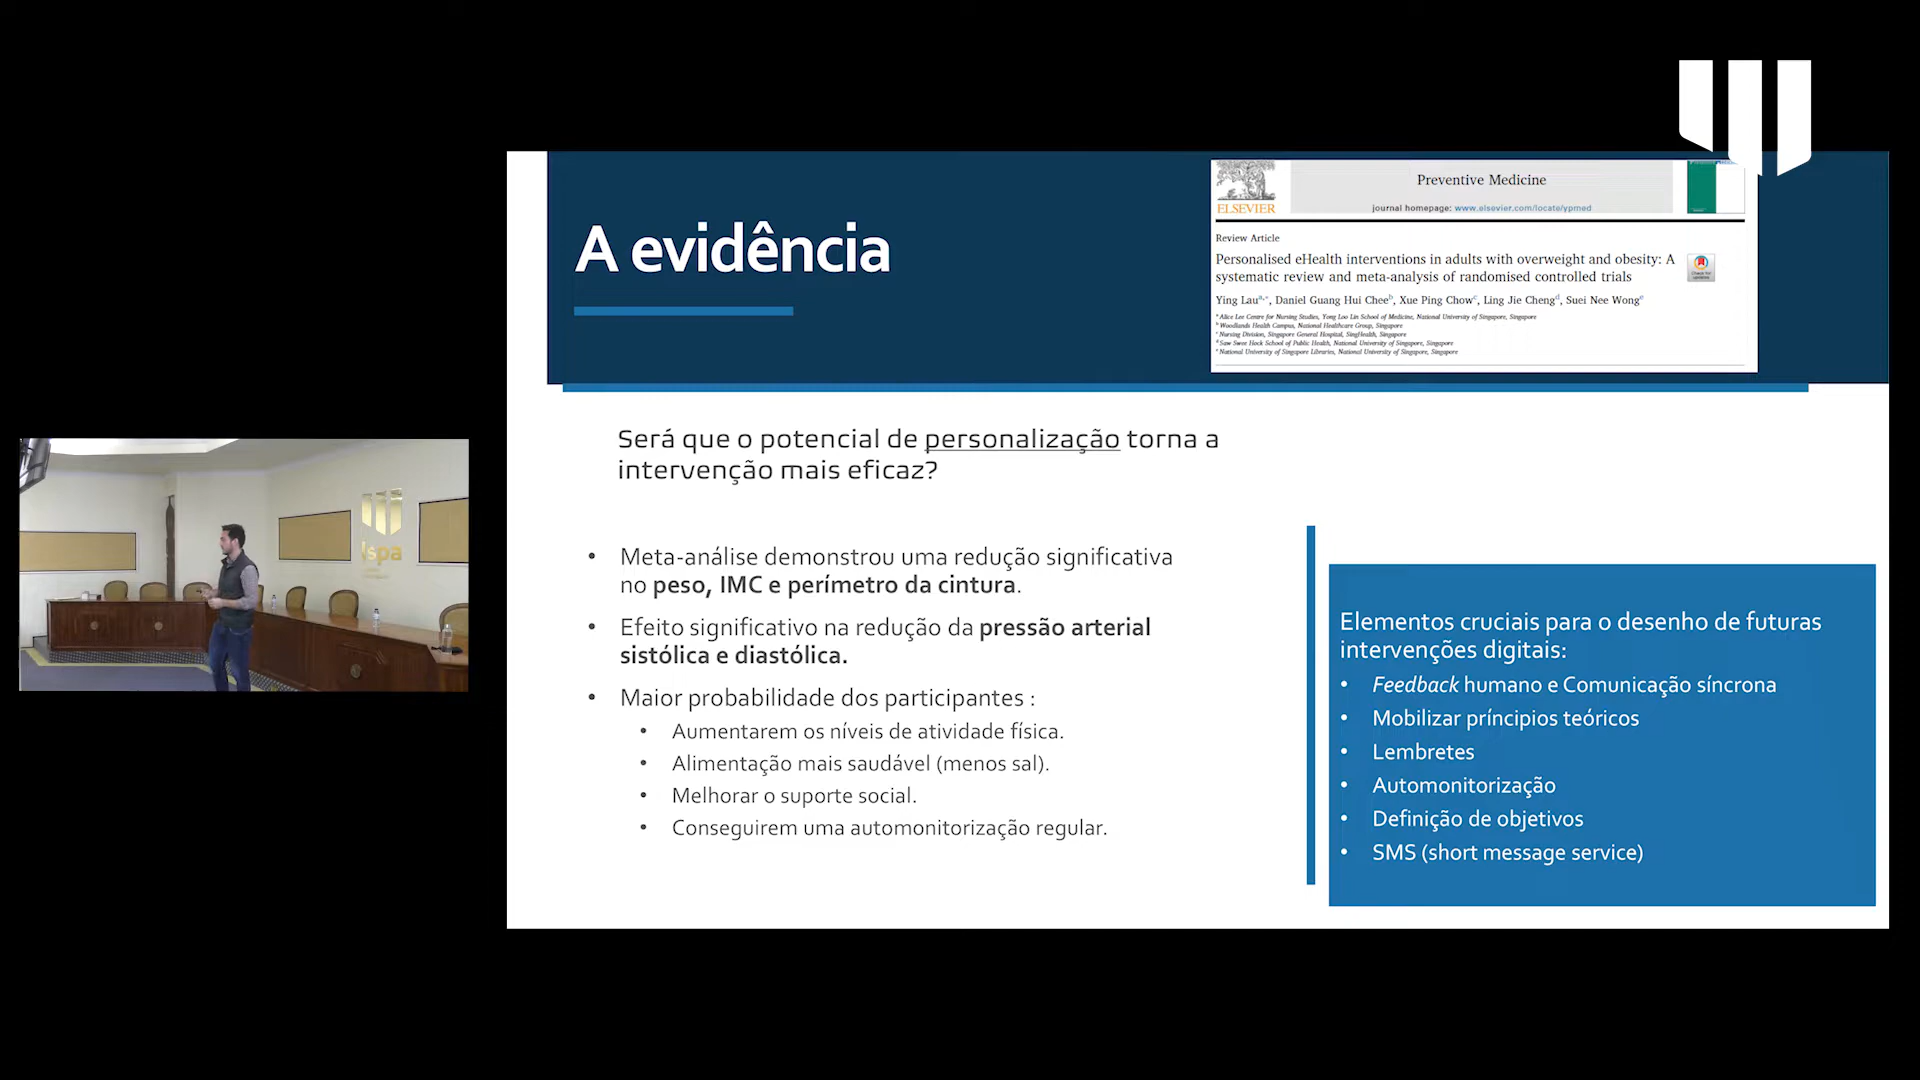 A evidência
ELSEVIER
Preventive Medicine
journal homepage: www.elsevier.com/locate/ypmed
Review Article
Personalised eHealth interventions in adults with overweight and obesity: A
systematic review and meta-analysis of randomised controlled trials
Ying Lau, Daniel Guang Hui Chee, Xue Ping Chow, Ling Jie Cheng, Suei Nee Wong
a Alice Lee Centre for Nursing Studies, Yong Loo Lin School of Medicine, National University of Singapore, Singapore
b Woodlands Health Campus, National Healthcare Group, Singapore
c Nursing Division, Singapore General Hospital, SingHealth, Singapore
d Saw Swee Hock School of Public Health, National University of Singapore, Singapore
e National University of Singapore Libraries, National University of Singapore, Singapore
Será que o potencial de personalização torna a
intervenção mais eficaz?
• Meta-análise demonstrou uma redução significativa
no peso, IMC e perímetro da cintura.
• Efeito significativo na redução da pressão arterial
sistólica e diastólica.
• Maior probabilidade dos participantes :
• Aumentarem os níveis de atividade física.
• Alimentação mais saudável (menos sal).
• Melhorar o suporte social.
• Conseguirem uma automonitorização regular.
Elementos cruciais para o desenho de futuras
intervenções digitais:
• Feedback humano e Comunicação síncrona
• Mobilizar príncipios teóricos
• Lembretes
• Automonitorização
• Definição de objetivos
• SMS (short message service)
ispa